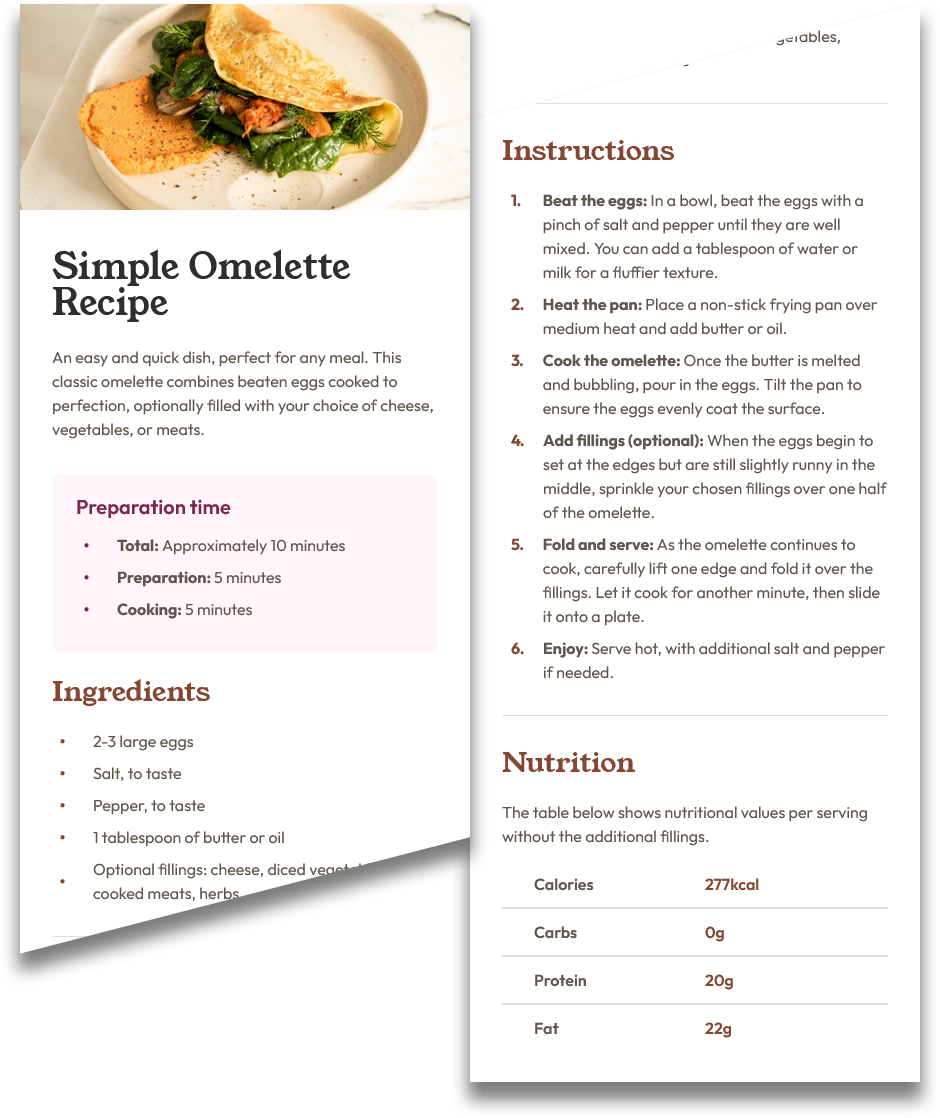 Simple Omelette
Recipe
An easy and quick dish, perfect for any meal. This
classic omelette combines beaten eggs cooked to
perfection, optionally filled with your choice of cheese,
vegetables, or meats.
Preparation time
• Total: Approximately 10 minutes
• Preparation: 5 minutes
• Cooking: 5 minutes
Ingredients
• 2-3 large eggs
• Salt, to taste
• Pepper, to taste
• 1 tablespoon of butter or oil
• Optional fillings: cheese, diced
cooked meats, herbs
Instructions
1. Beat the eggs: In a bowl, beat the eggs with a
pinch of salt and pepper until they are well
mixed. You can add a tablespoon of water or
milk for a fluffier texture.
2. Heat the pan: Place a non-stick frying pan over
medium heat and add butter or oil.
3. Cook the omelette: Once the butter is melted
and bubbling, pour in the eggs. Tilt the pan to
ensure the eggs evenly coat the surface.
4. Add fillings (optional): When the eggs begin to
set at the edges but are still slightly runny in the
middle, sprinkle your chosen fillings over one half
of the omelette.
5. Fold and serve: As the omelette continues to
cook, carefully lift one edge and fold it over the
fillings. Let it cook for another minute, then slide
it onto a plate.
6. Enjoy: Serve hot, with additional salt and pepper
if needed.
Nutrition
The table below shows nutritional values per serving
without the additional fillings.
Calories 277kcal
Carbs 0g
Protein 20g
Fat 22g